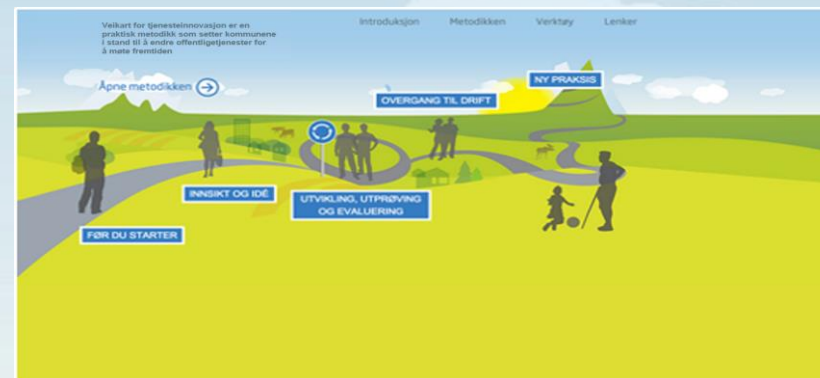 Veikart for tjenesteinnovasjon er en
praktisk metodikk som setter kommunene
i stand til å endre offentligetjenester for
å møte fremtiden
Introduksjon Metodikken Verktøy Lenker
Åpne metodikken
NY PRAKSIS
OVERGANG TIL DRIFT
INNSIKT OG IDÉ
UTVIKLING, UTPRØVING
OG EVALUERING
FØR DU STARTER